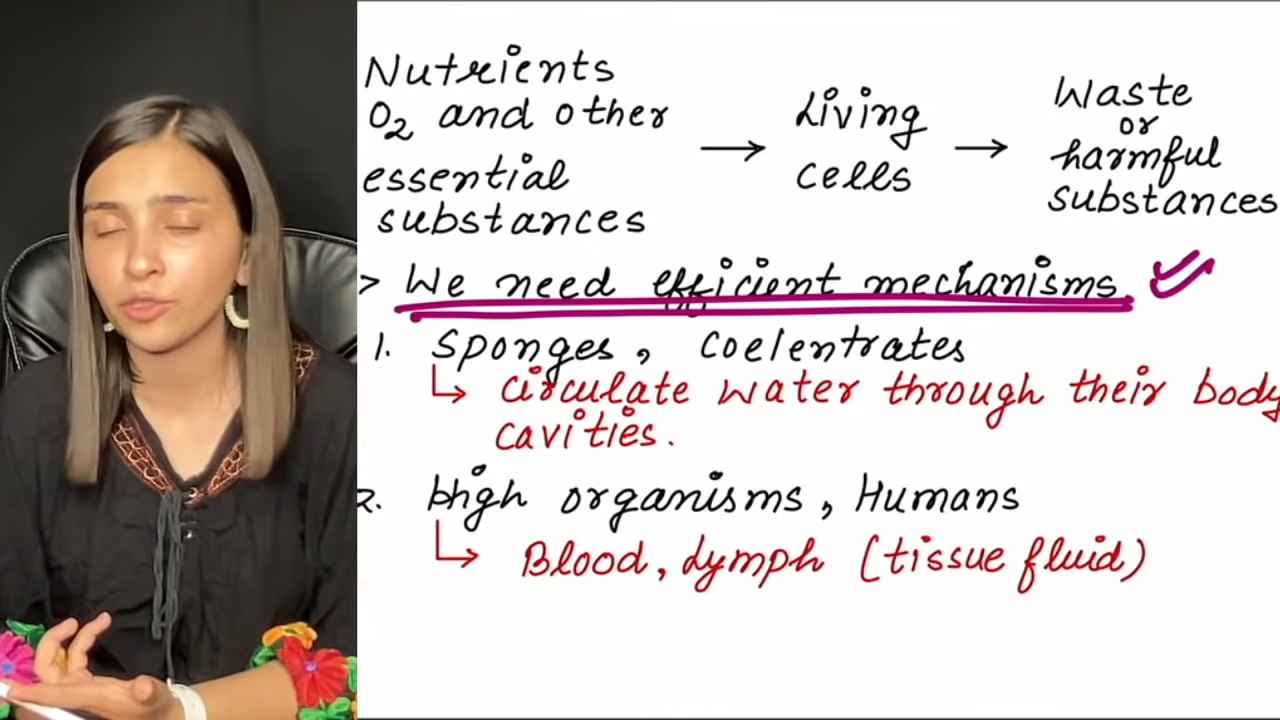 Nutrients
O₂ and other
essential
substances
→ Living
cells
→ Waste
or
harmful
substances
> We need efficient mechanisms
1. Sponges, Coelentrates
↳ circulate water through their body
cavities.
2. High organisms, Humans
↳ Blood, Lymph (tissue fluid)